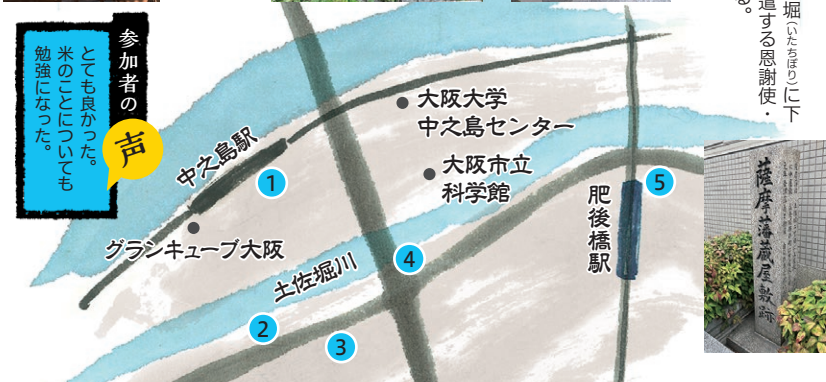 堀(いたちぼり)に下
遣する恩謝使・
る。
参加者の
声
とても良かった。
米のことについても
勉強になった。
中之島駅
1
大阪大学
中之島センター
大阪市立
科学館
グランキューブ大阪
土佐堀川
2
3
4
5
肥後橋駅
薩摩藩蔵屋敷跡